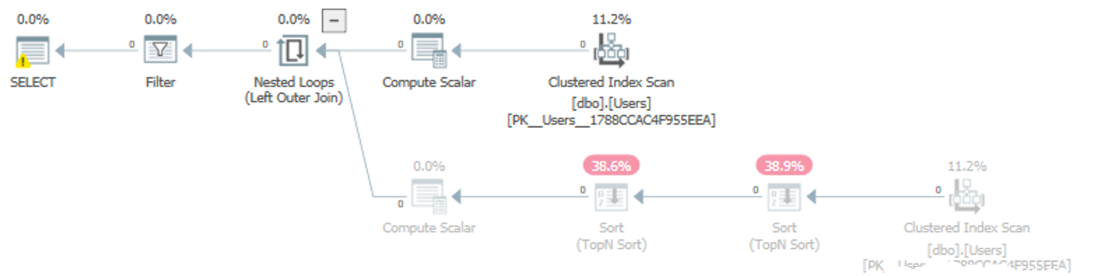 0.0% 0.0% 0.0% 0.0% 11.2%
0 0 0 0
SELECT Filter Nested Loops Compute Scalar Clustered Index Scan
(Left Outer Join) [dbo].[Users]
[PK__Users__1788CCAC4F955EEA]
0.0% 38.6% 38.9% 11.2%
0 0 0 0
Compute Scalar Sort Sort Clustered Index Scan
(TopN Sort) (TopN Sort) [dbo].[Users]
[PK__Users__1788CCAC4F955EEA]